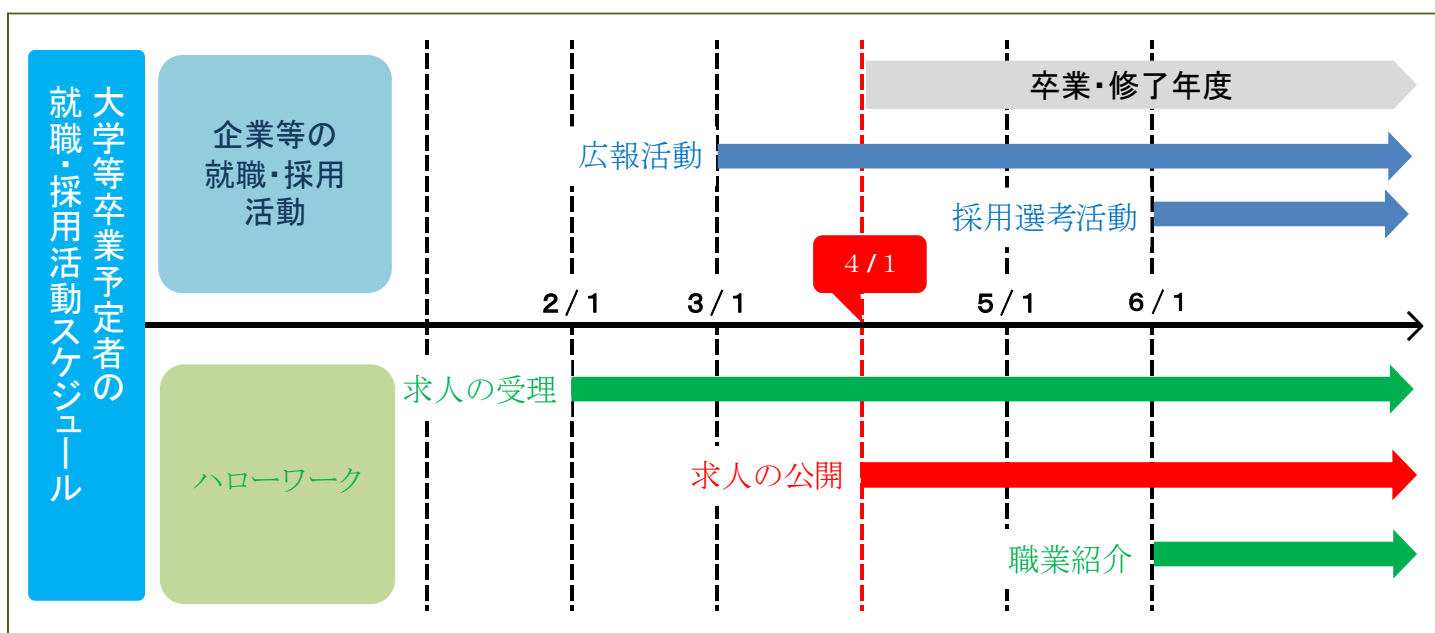 大学等卒業予定者の
就職・採用活動スケジュール
企業等の
就職・採用
活動
卒業・修了年度
広報活動
採用選考活動
4/1
2/1
3/1
5/1
6/1
求人の受理
ハローワーク
求人の公開
職業紹介